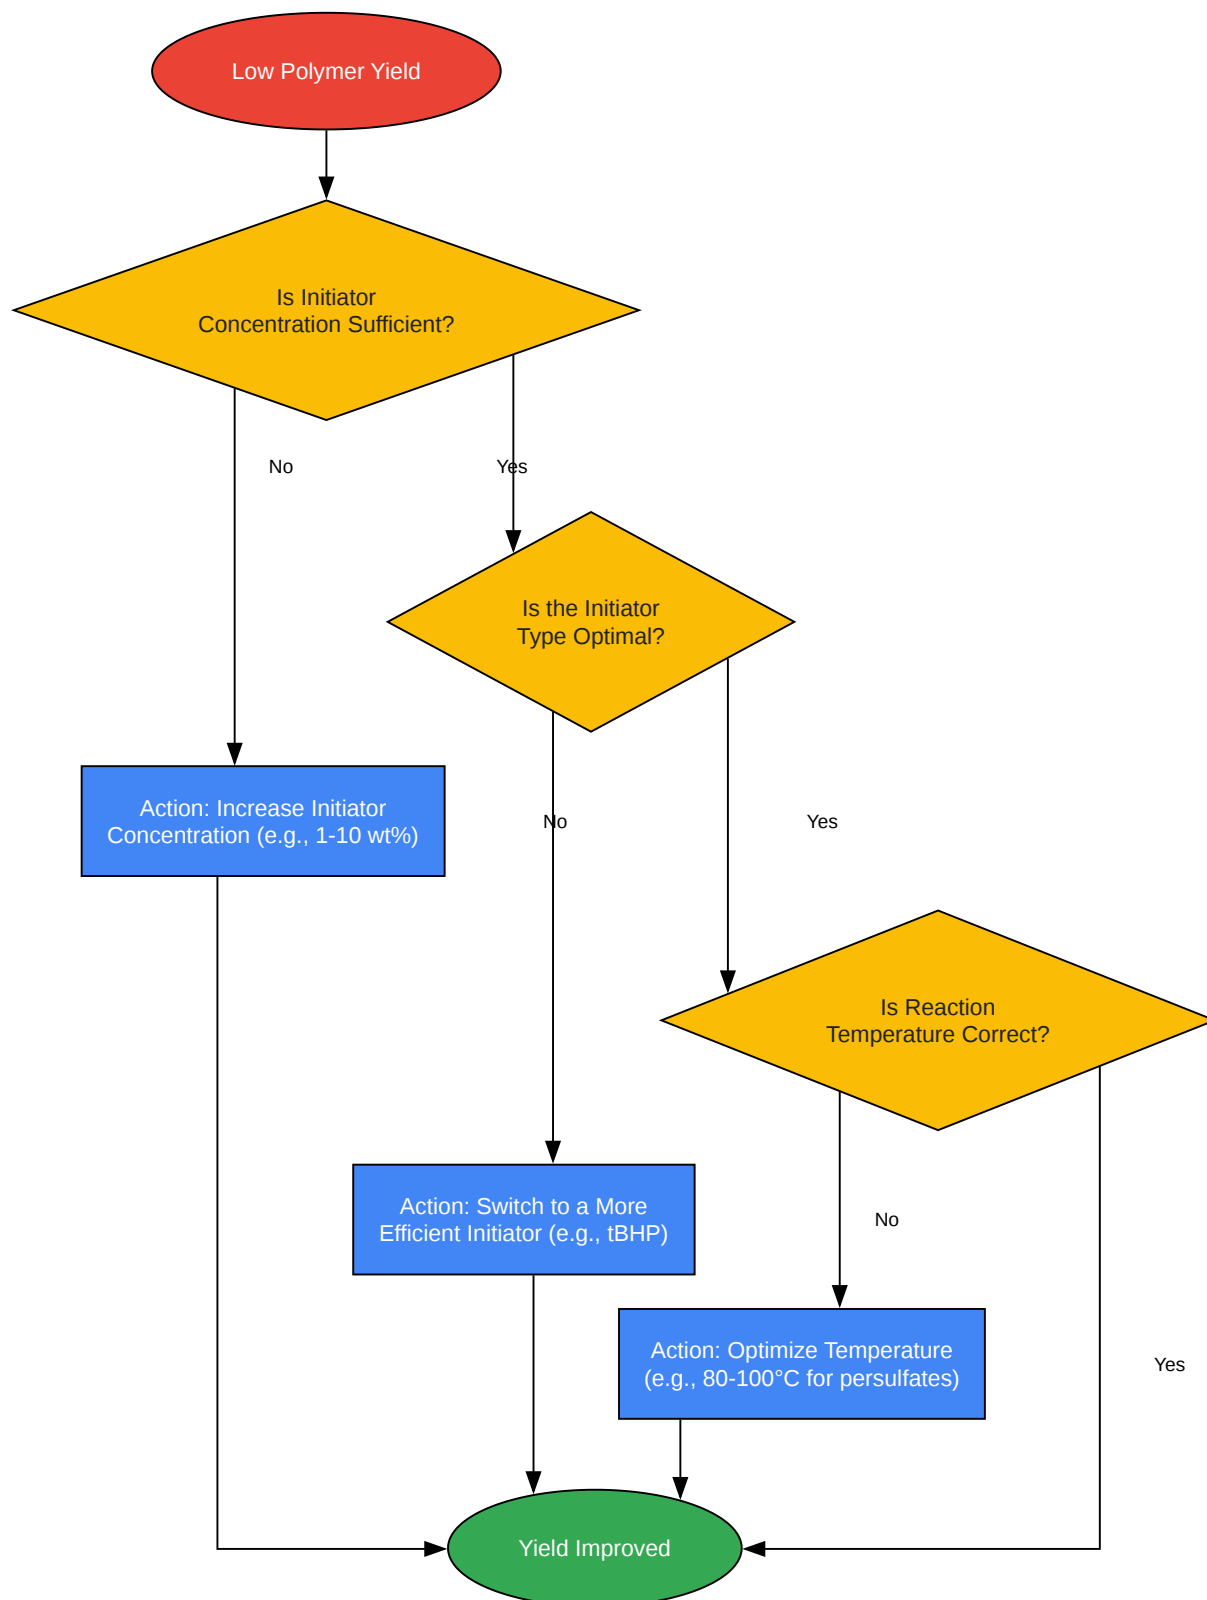 Low Polymer Yield
Is Initiator
Concentration Sufficient?
No
Yes
Is the Initiator
Type Optimal?
Action: Increase Initiator
Concentration (e.g., 1-10 wt%)
No
Yes
Is Reaction
Temperature Correct?
Action: Switch to a More
Efficient Initiator (e.g., tBHP)
No
Action: Optimize Temperature
(e.g., 80-100°C for persulfates)
Yes
Yield Improved